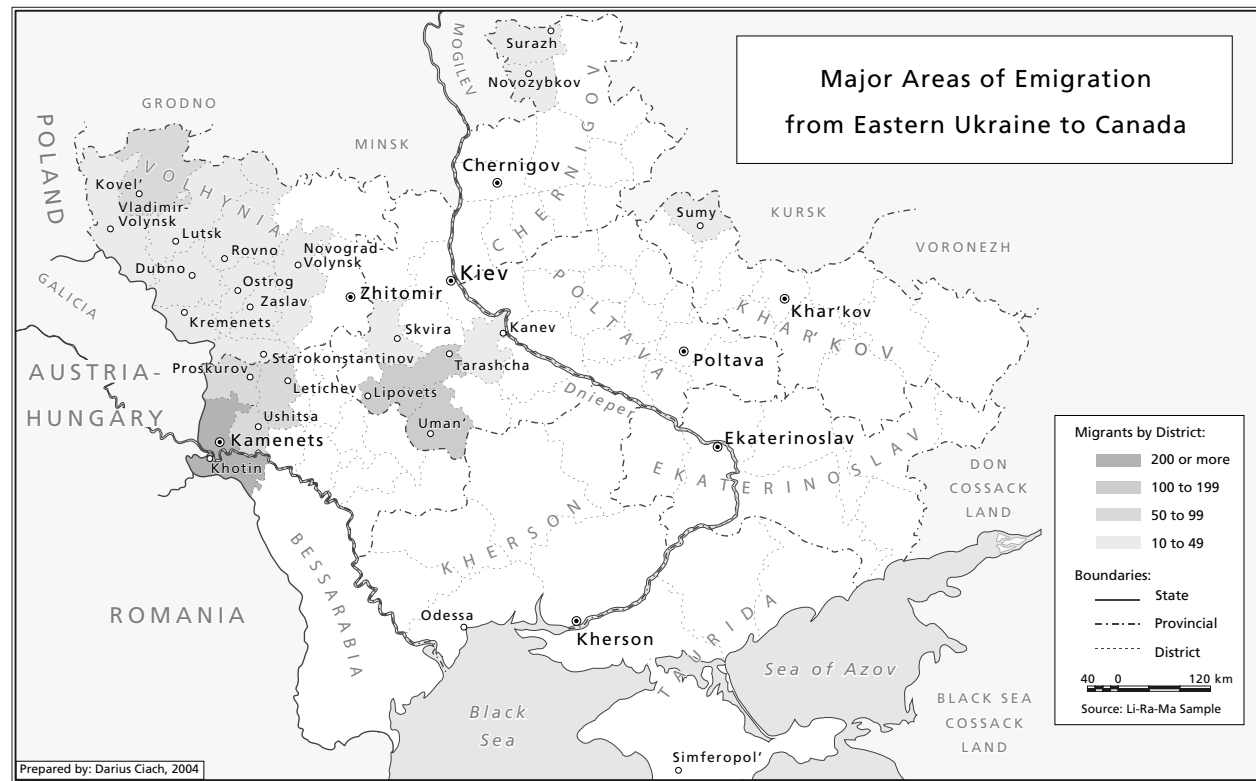 Major Areas of Emigration
from Eastern Ukraine to Canada
MOGILEV
Surazh
Novozybkov
GRODNO
MINSK
POLAND
CHERNIGOV
Chernigov
VOLHYNIA
Kovel'
Vladimir-
Volynsk
Lutsk
Rovno
Novograd-
Volynsk
Dubno
Ostrog
Zaslav
Kremenets
GALICIA
Zhitomir
Kiev
Sumy
KURSK
VORONEZH
POLTAVA
Khar'kov
KHAR'KOV
Poltava
Skvira
Kanev
Tarashcha
Starokonstantinov
Proskurov
Letichev
Lipovets
Ushitsa
Uman'
AUSTRIA-
HUNGARY
Kamenets
Khotin
Dnieper
Ekaterinoslav
EKATERINOSLAV
DON
COSSACK
LAND
KHERSON
BESSARABIA
ROMANIA
Odessa
Kherson
TAURIDA
Sea of Azov
Black
Sea
BLACK SEA
COSSACK
LAND
Simferopol'
Migrants by District:
200 or more
100 to 199
50 to 99
10 to 49
Boundaries:
State
Provincial
District
40 0 120 km
Source: Li-Ra-Ma Sample
Prepared by: Darius Ciach, 2004